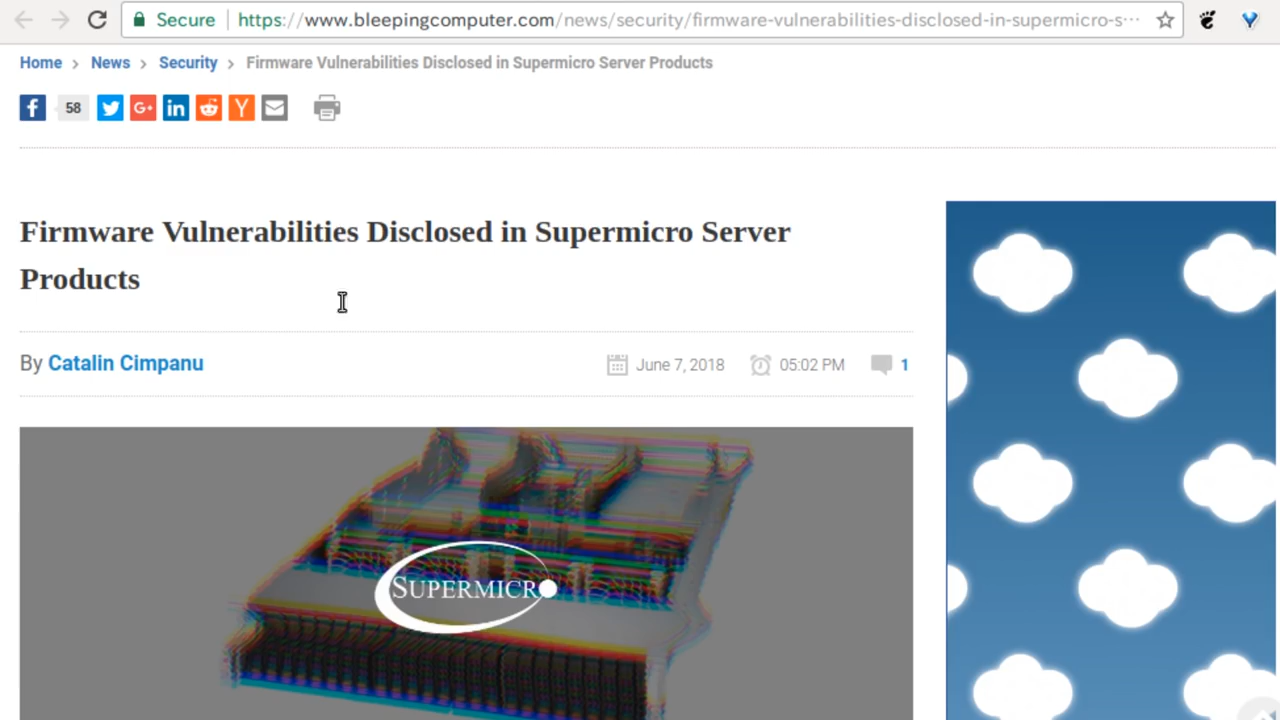 Secure https://www.bleepingcomputer.com/news/security/firmware-vulnerabilities-disclosed-in-supermicro-s···
Home > News > Security > Firmware Vulnerabilities Disclosed in Supermicro Server Products
f 58 G+ in Y
Firmware Vulnerabilities Disclosed in Supermicro Server
Products
By Catalin Cimpanu June 7, 2018 05:02 PM 1
SUPERMICRO